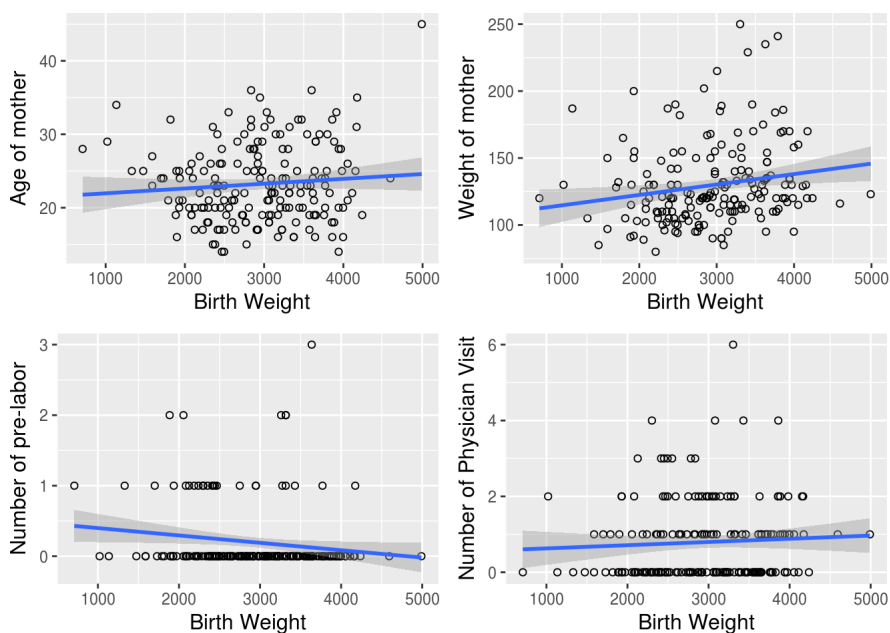 Age of mother
40
30
20
1000 2000 3000 4000 5000
Birth Weight
Weight of mother
250
200
150
100
1000 2000 3000 4000 5000
Birth Weight
Number of pre-labor
3
2
1
0
1000 2000 3000 4000 5000
Birth Weight
Number of Physician Visit
6
4
2
0
1000 2000 3000 4000 5000
Birth Weight